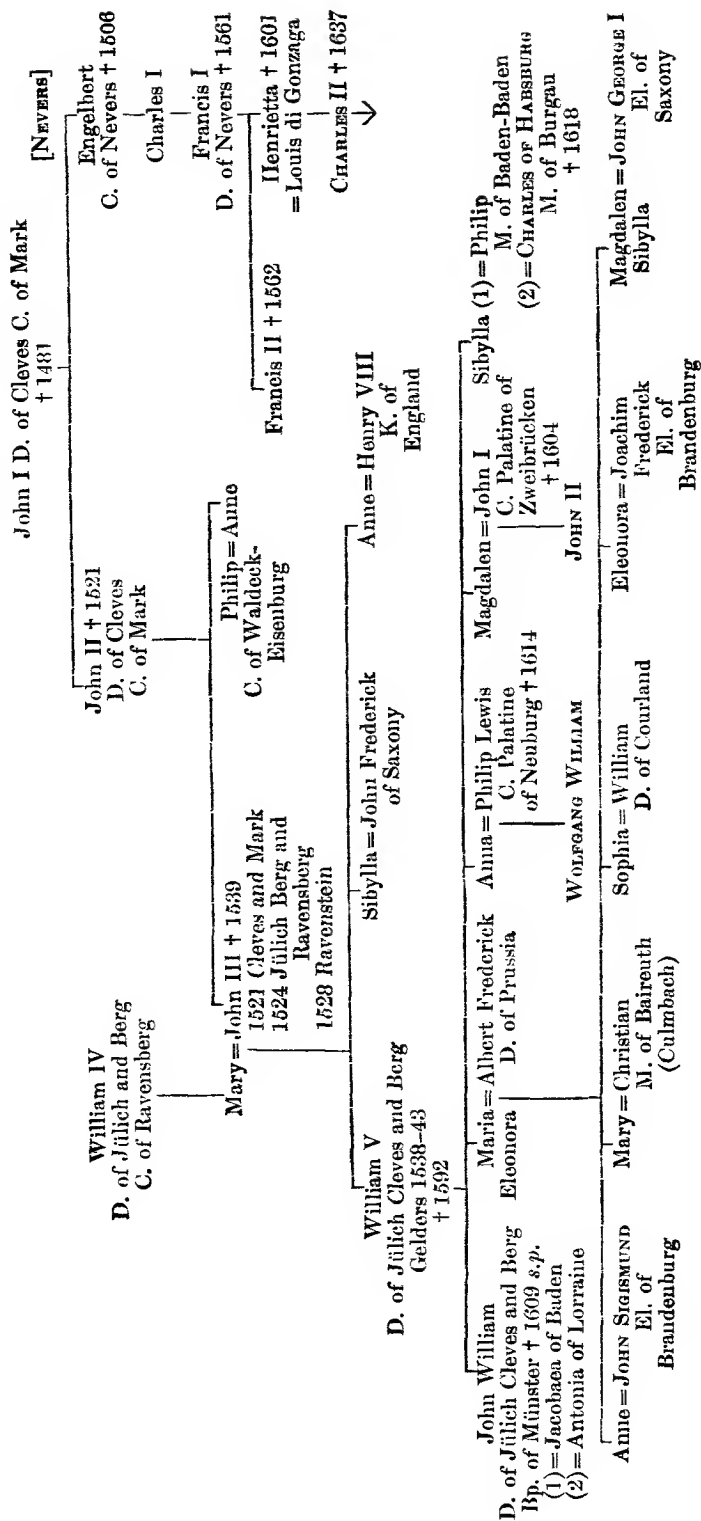 John I D. of Cleves C. of Mark
† 1481
[NEVERS]
John II † 1521
D. of Cleves
C. of Mark
Engelbert
C. of Nevers † 1506
Charles I
Francis I
D. of Nevers † 1561
Francis II † 1562
Henrietta † 1601
= Louis di Gonzaga
CHARLES II † 1637
William IV
D. of Jülich and Berg
C. of Ravensberg
Mary = John III † 1539
1521 Cleves and Mark
1524 Jülich Berg and
Ravensberg
1528 Ravenstein
Philip = Anne
C. of Waldeck-
Eisenburg
William V
D. of Jülich Cleves and Berg
Gelders 1538-43
† 1592
Sibylla = John Frederick
of Saxony
Anne = Henry VIII
K. of
England
John William
D. of Jülich Cleves and Berg
Bp. of Münster † 1609 s.p.
(1) = Jacobaea of Baden
(2) = Antonia of Lorraine
Maria = Albert Frederick
Eleonora D. of Prussia
Anna = Philip Lewis
C. Palatine
of Neuburg † 1614
WOLFGANG WILLIAM
Magdalen = John I
C. Palatine of
Zweibrücken
† 1604
JOHN II
Sibylla (1) = Philip
M. of Baden-Baden
(2) = CHARLES OF HABSBURG
M. of Burgau
† 1618
Anne = JOHN SIGISMUND
El. of
Brandenburg
Mary = Christian
M. of Baireuth
(Culmbach)
Sophia = William
D. of Courland
Eleonora = Joachim
Frederick
El. of
Brandenburg
Magdalen = JOHN GEORGE I
Sibylla El. of
Saxony